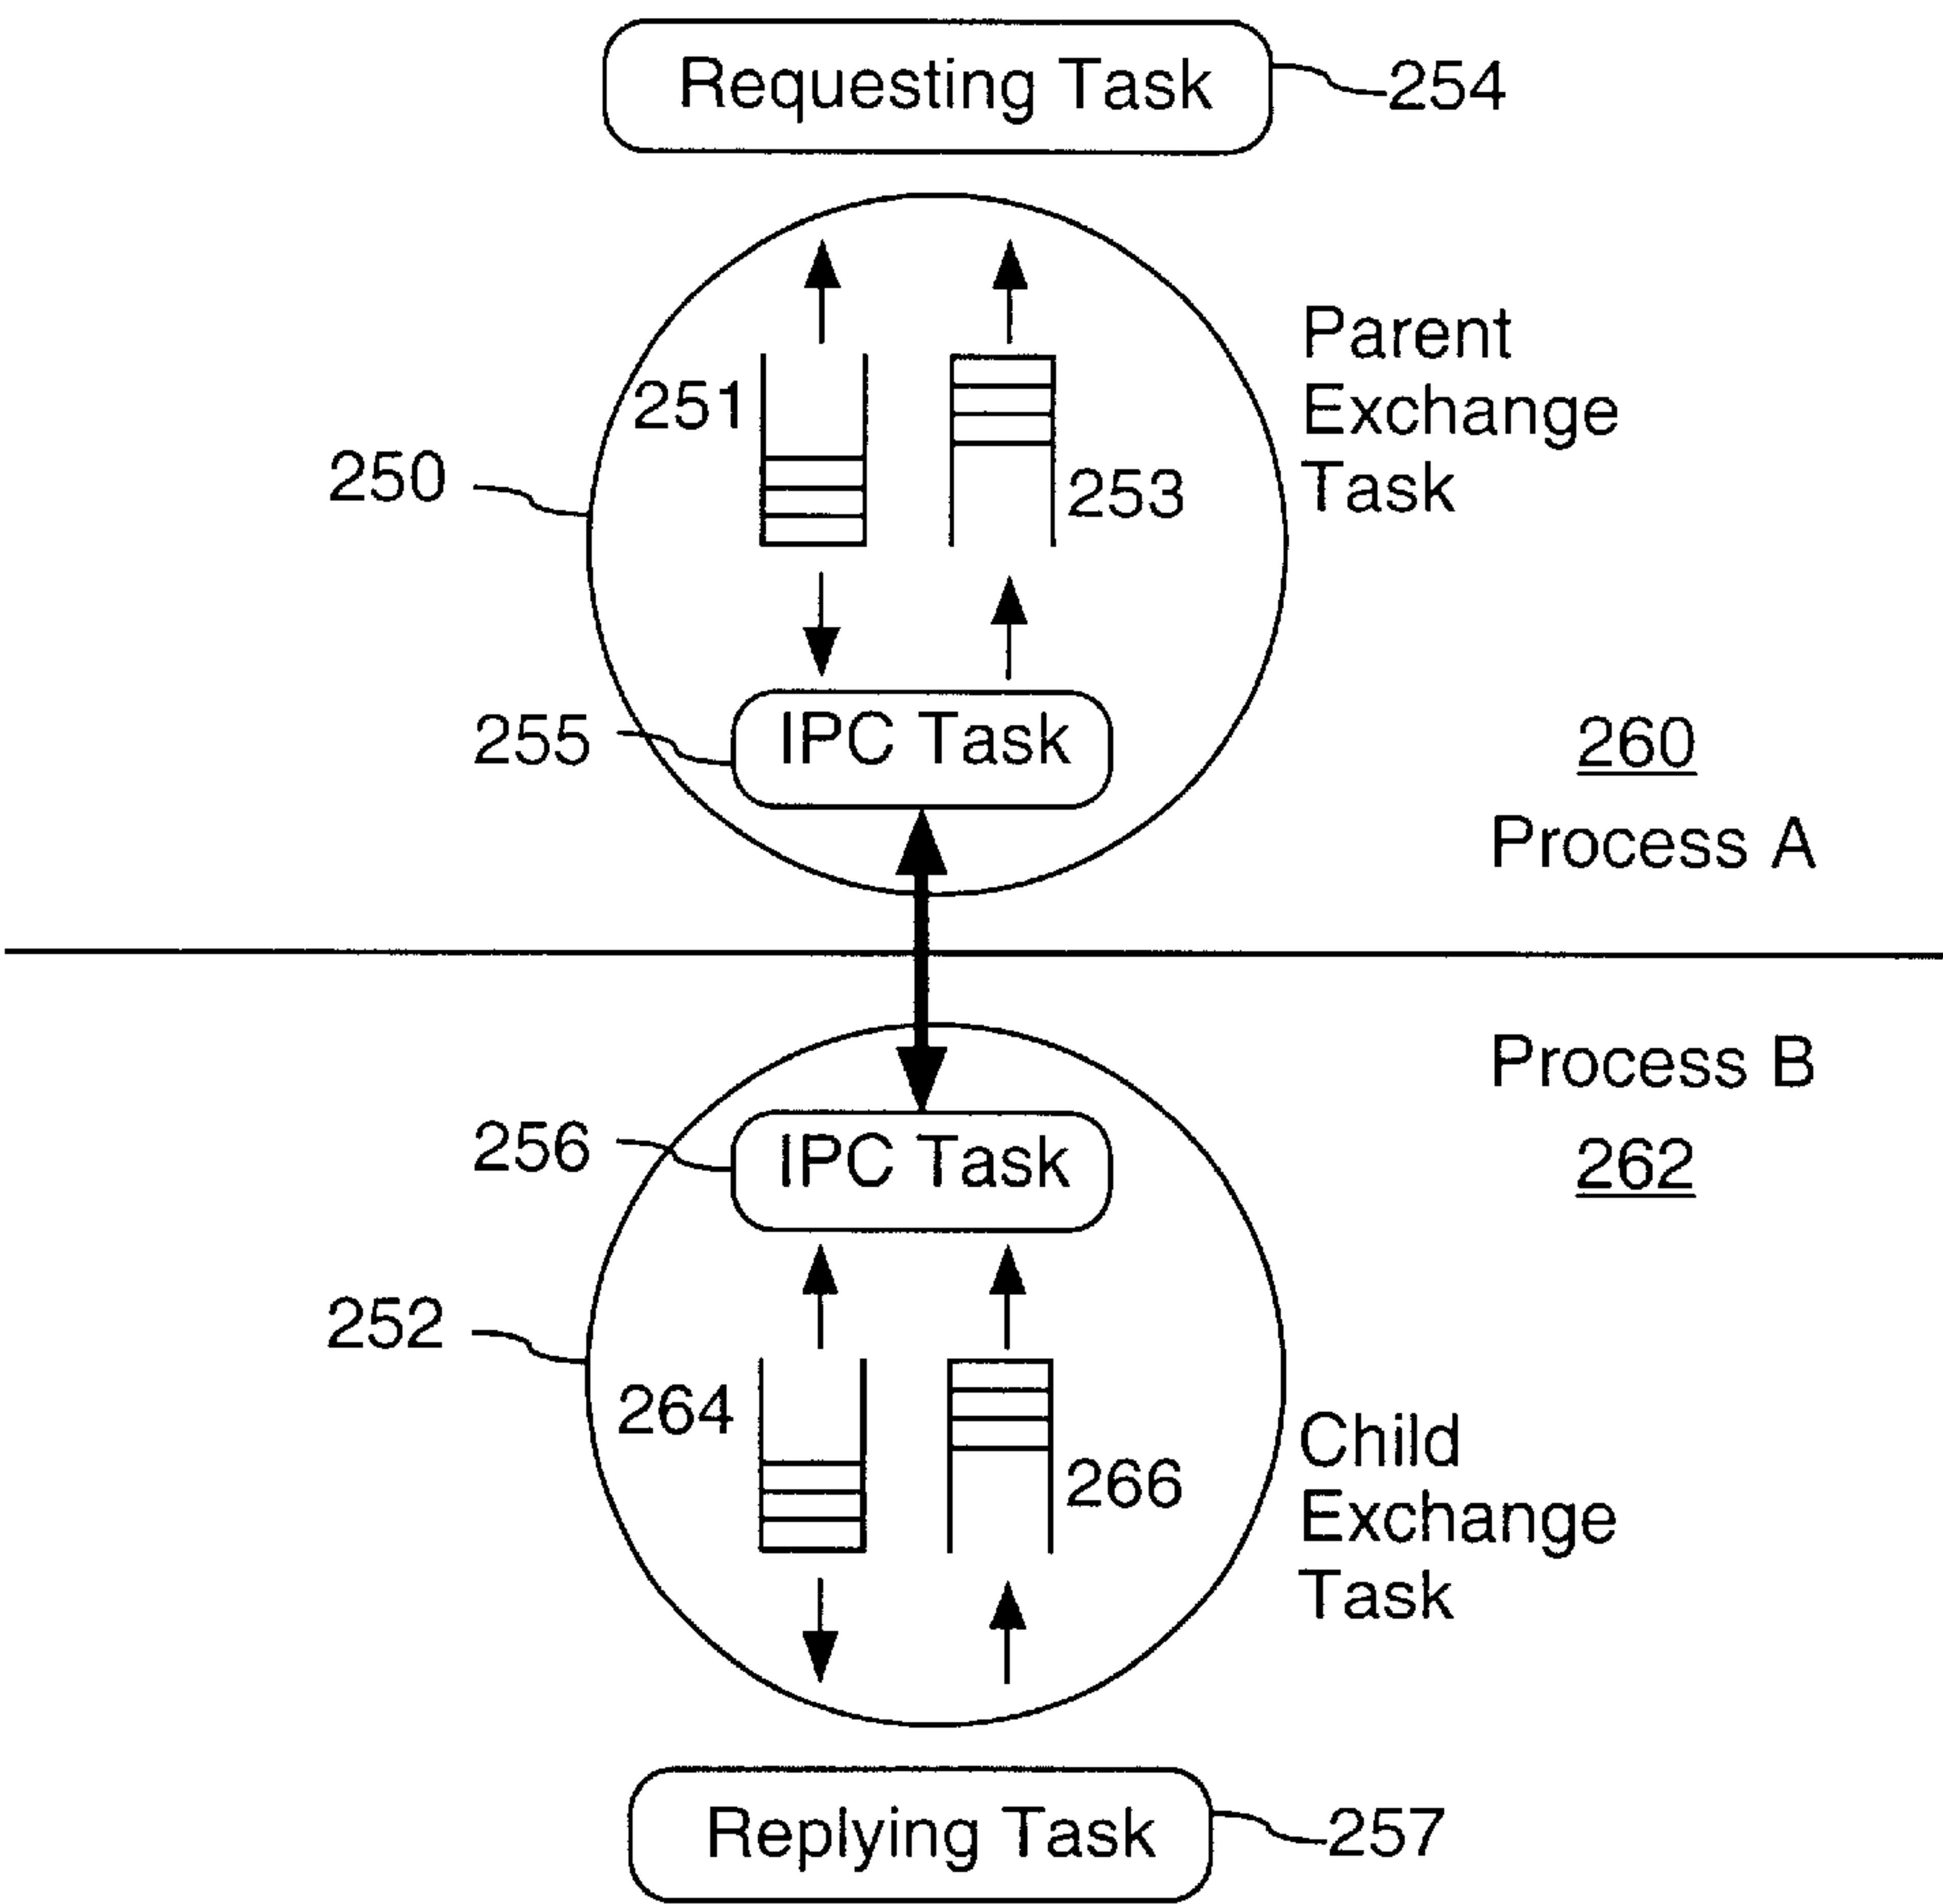 Requesting Task
254
Parent
Exchange
Task
251
250
253
255
IPC Task
260
Process A
Process B
256
IPC Task
262
252
264
266
Child
Exchange
Task
Replying Task
257